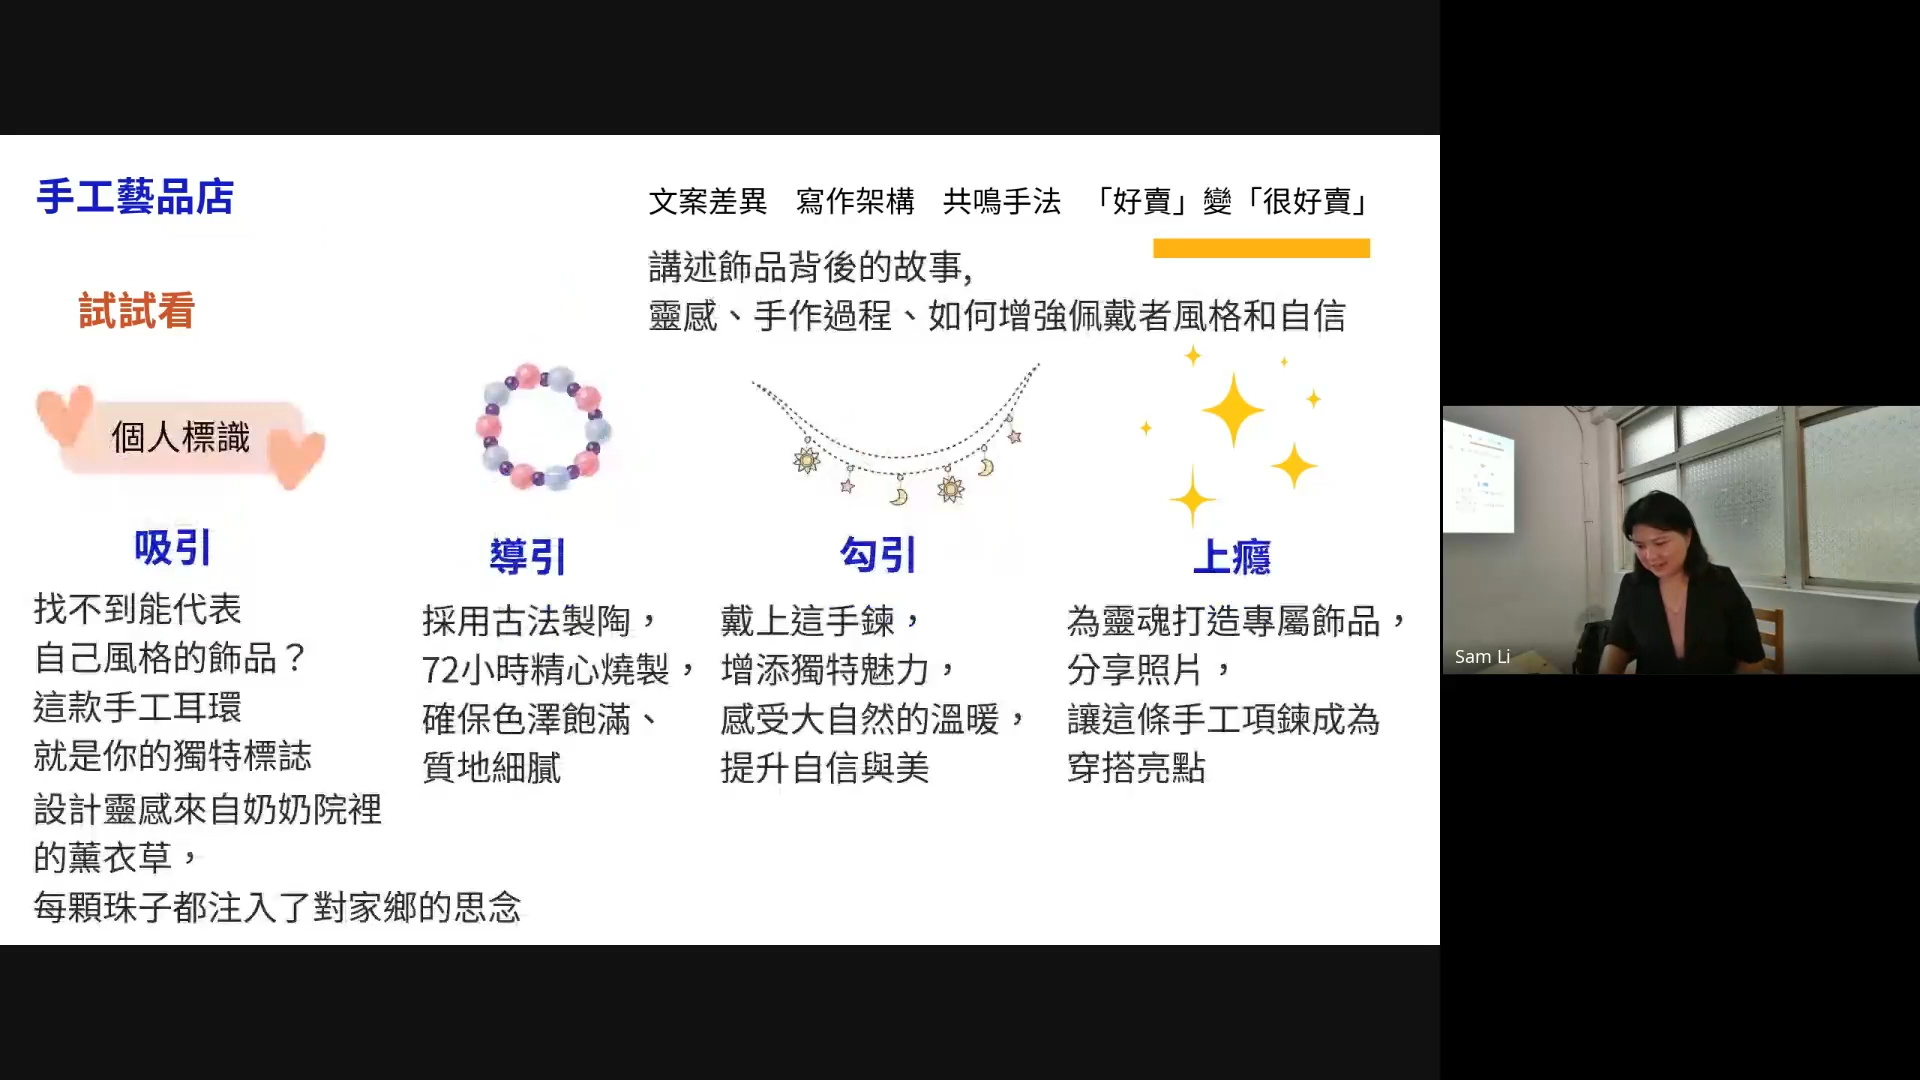 手工藝品店
文案差異 寫作架構 共鳴手法 「好賣」變「很好賣」
講述飾品背後的故事,
靈感、手作過程、如何增強佩戴者風格和自信
試試看
個人標識
吸引
找不到能代表
自己風格的飾品？
這款手工耳環
就是你的獨特標誌
設計靈感來自奶奶院裡
的薰衣草，
每顆珠子都注入了對家鄉的思念
導引
採用古法製陶，
72小時精心燒製，
確保色澤飽滿、
質地細膩
勾引
戴上這手鍊，
增添獨特魅力，
感受大自然的溫暖，
提升自信與美
上癮
為靈魂打造專屬飾品，
分享照片，
讓這條手工項鍊成為
穿搭亮點
Sam Li